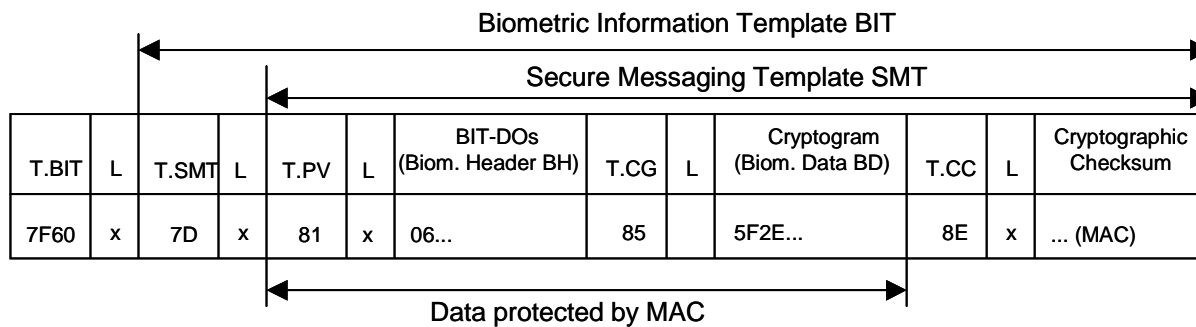 Biometric Information Template BIT
Secure Messaging Template SMT
T.BIT L T.SMT L T.PV L BIT-DOs (Biom. Header BH) T.CG L Cryptogram (Biom. Data BD) T.CC L Cryptographic Checksum
7F60 x 7D x 81 x 06... 85 5F2E... 8E x ... (MAC)
Data protected by MAC